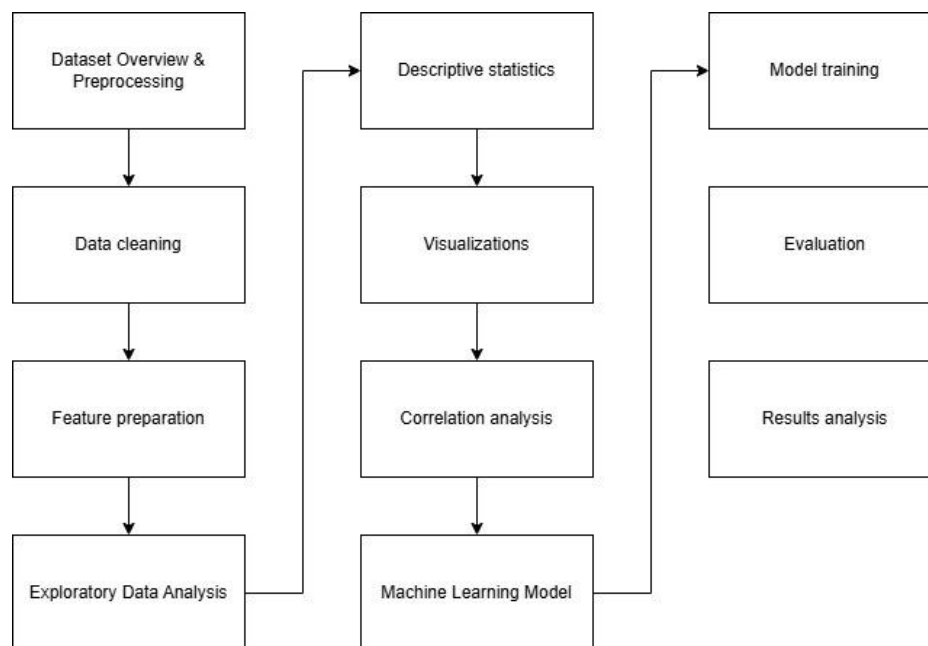 Dataset Overview &
Preprocessing
Data cleaning
Feature preparation
Exploratory Data Analysis
Descriptive statistics
Visualizations
Correlation analysis
Machine Learning Model
Model training
Evaluation
Results analysis